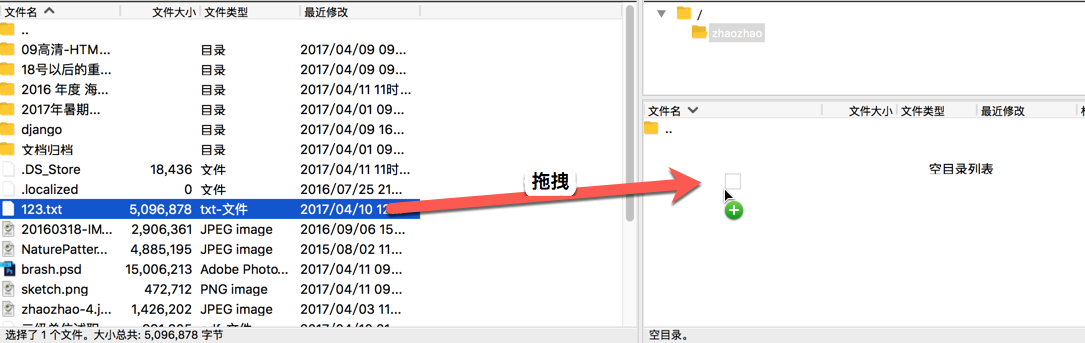 文件名 文件大小 文件类型 最近修改
..
09高清-HTM... 目录 2017/04/09 09...
18号以后的重... 目录 2017/04/09 09...
2016 年度 海... 目录 2017/04/11 11时...
2017年暑期... 目录 2017/04/01 09...
django 目录 2017/04/09 16...
文档归档 目录 2017/04/01 09...
.DS_Store 18,436 文件 2017/04/11 11时...
.localized 0 文件 2016/07/25 21...
123.txt 5,096,878 txt-文件 2017/04/10 12
20160318-IM... 2,906,361 JPEG image 2016/09/06 15...
NaturePatter... 4,885,195 JPEG image 2015/08/02 11...
brash.psd 15,006,213 Adobe Photo... 2017/04/11 09...
sketch.png 472,712 PNG image 2017/04/11 09...
zhaozhao-4.j... 1,426,202 JPEG image 2017/04/03 11...
选择了 1 个文件。大小总共: 5,096,878 字节
拖拽
/
zhaozhao
文件名 文件大小 文件类型 最近修改
..
空目录列表
空目录。